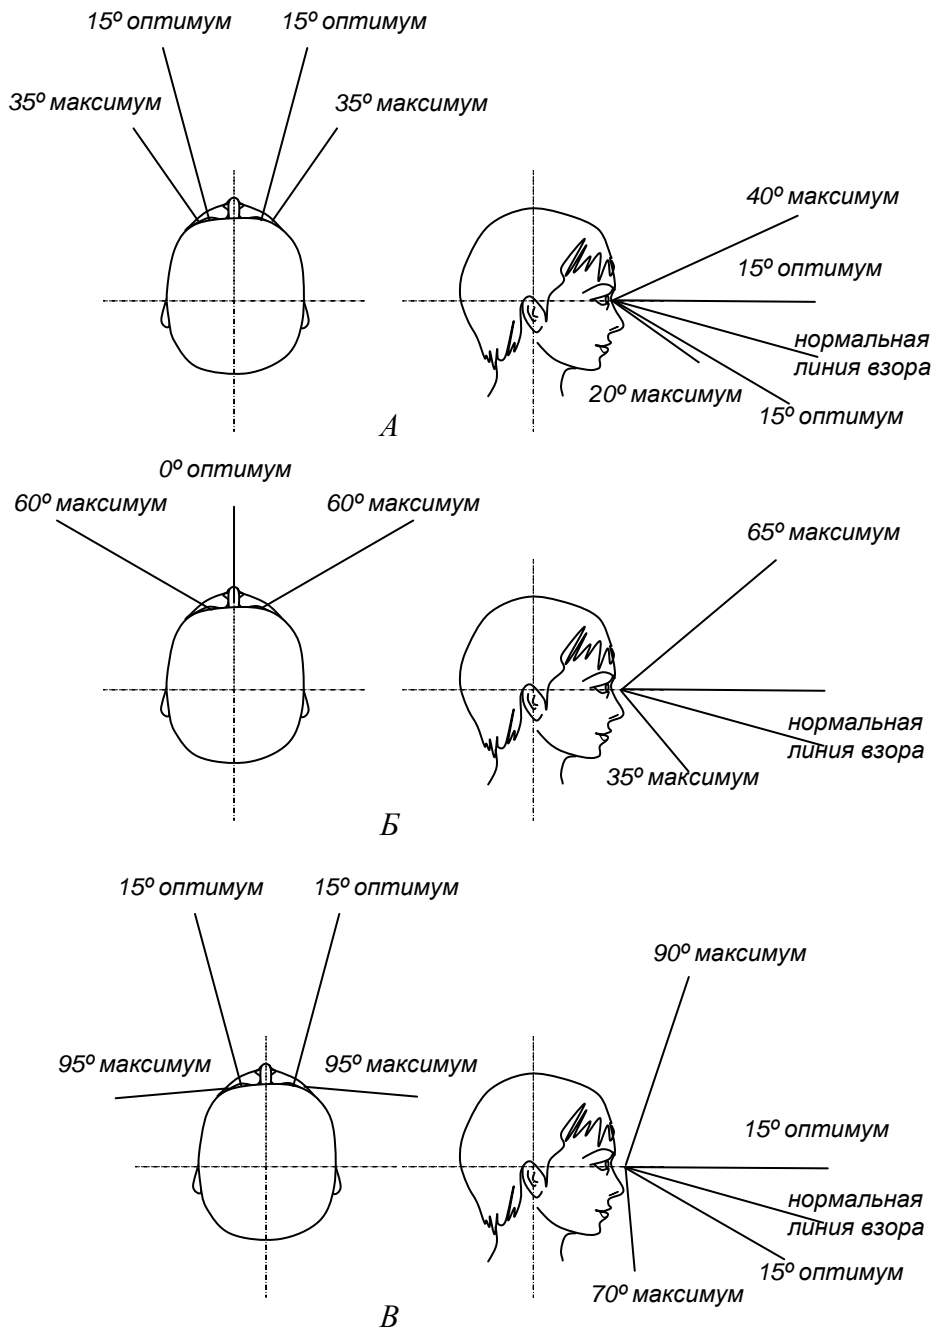 15º оптимум 15º оптимум
35º максимум 35º максимум
40º максимум
15º оптимум
нормальная
линия взора
20º максимум
15º оптимум
А
0º оптимум
60º максимум 60º максимум
65º максимум
нормальная
линия взора
35º максимум
Б
15º оптимум 15º оптимум
90º максимум
95º максимум 95º максимум
15º оптимум
нормальная
линия взора
15º оптимум
70º максимум
В